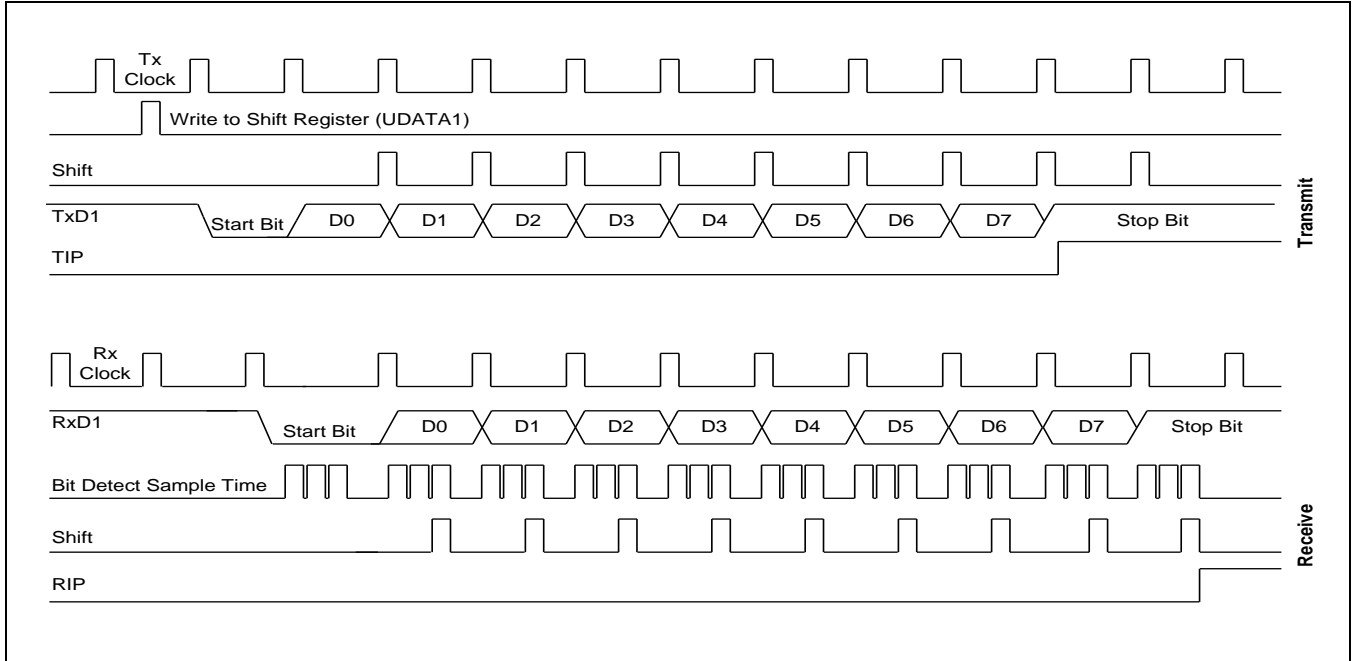 Tx
Clock
Write to Shift Register (UDATA1)
Shift
TxD1 Start Bit D0 D1 D2 D3 D4 D5 D6 D7 Stop Bit
TIP
Transmit
Rx
Clock
RxD1 Start Bit D0 D1 D2 D3 D4 D5 D6 D7 Stop Bit
Bit Detect Sample Time
Shift
RIP
Receive